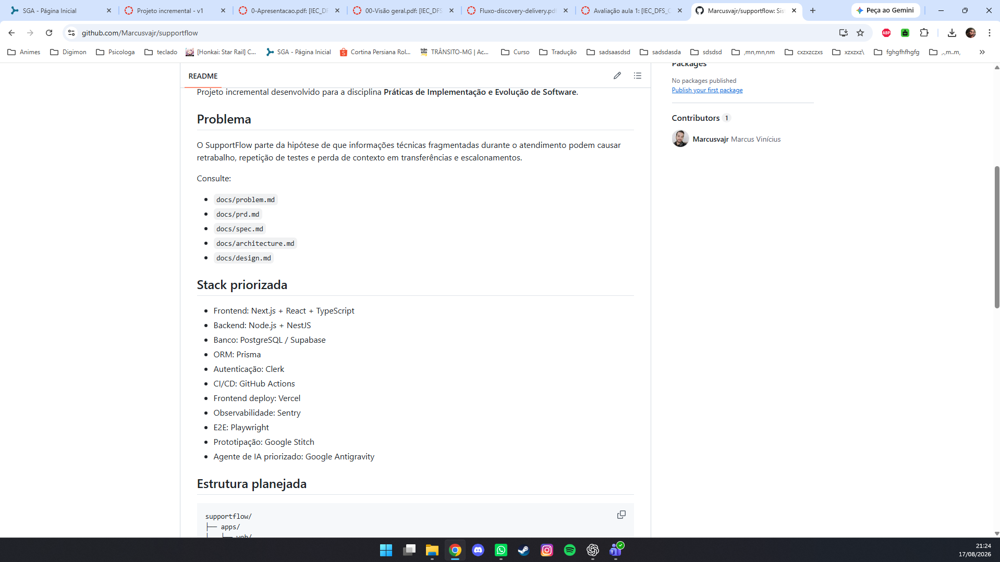 SGA - Página Inicial
Projeto incremental - v1
0-Apresentacao.pdf: [IEC_DF
00-Visão geral.pdf: [IEC_DFS
Fluxo-discovery-delivery.pdf
Avaliação aula 1: [IEC_DFS_C
Marcusvajr/supportflow: Sis
Peça ao Gemini
github.com/Marcusvajr/supportflow
ABP
Animes
Digimon
Psicologa
teclado
[Honkai: Star Rail] C...
SGA - Página Inicial
Cortina Persiana Rol...
TRÂNSITO-MG | Ac...
Curso
Tradução
sadsaasdsd
sadsdasda
sdsdsd
,mn,mn,nm
cxzxzczxs
xzxzxz\
fghgfhfhgfg
,.,m..m,
README
Projeto incremental desenvolvido para a disciplina Práticas de Implementação e Evolução de Software.
Problema
O SupportFlow parte da hipótese de que informações técnicas fragmentadas durante o atendimento podem causar
retrabalho, repetição de testes e perda de contexto em transferências e escalonamentos.
Consulte:
docs/problem.md
docs/prd.md
docs/spec.md
docs/architecture.md
docs/design.md
Stack priorizada
Frontend: Next.js + React + TypeScript
Backend: Node.js + NestJS
Banco: PostgreSQL / Supabase
ORM: Prisma
Autenticação: Clerk
CI/CD: GitHub Actions
Frontend deploy: Vercel
Observabilidade: Sentry
E2E: Playwright
Prototipação: Google Stitch
Agente de IA priorizado: Google Antigravity
Estrutura planejada
supportflow/
├── apps/
│   └── web/
Packages
No packages published
Publish your first package
Contributors 1
Marcusvajr Marcus Vinícius
21:24
17/08/2026